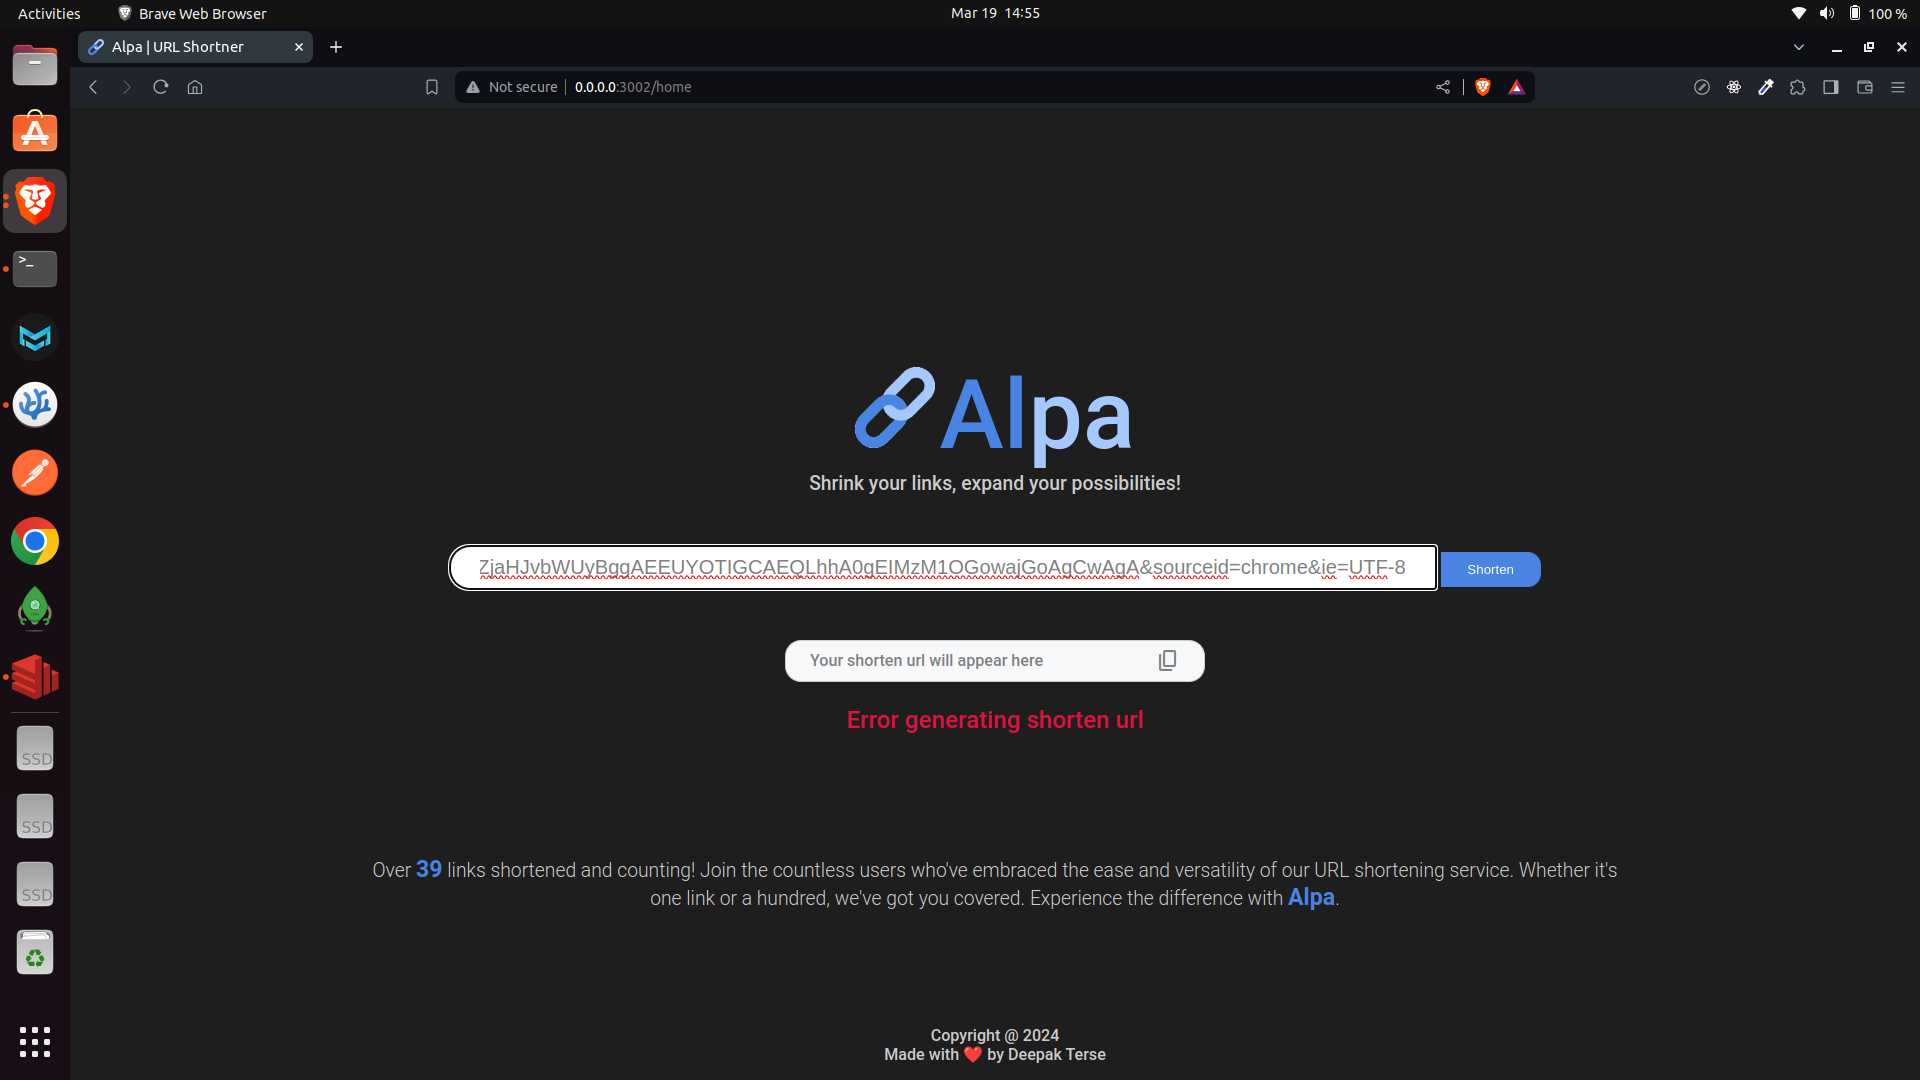 Activities
Brave Web Browser
Mar 19 14:55
100 %
Alpa | URL Shortner
Not secure
0.0.0.0:3002/home
Alpa
Shrink your links, expand your possibilities!
ZjaHJvbWUyBggAEEUYOTIGCAEQLhhA0gEIMzM1OGowajGoAgCwAgA&sourceid=chrome&ie=UTF-8
Shorten
Your shorten url will appear here
Error generating shorten url
Over 39 links shortened and counting! Join the countless users who've embraced the ease and versatility of our URL shortening service. Whether it's
one link or a hundred, we've got you covered. Experience the difference with Alpa.
Copyright @ 2024
Made with ❤️ by Deepak Terse
SSD
SSD
SSD